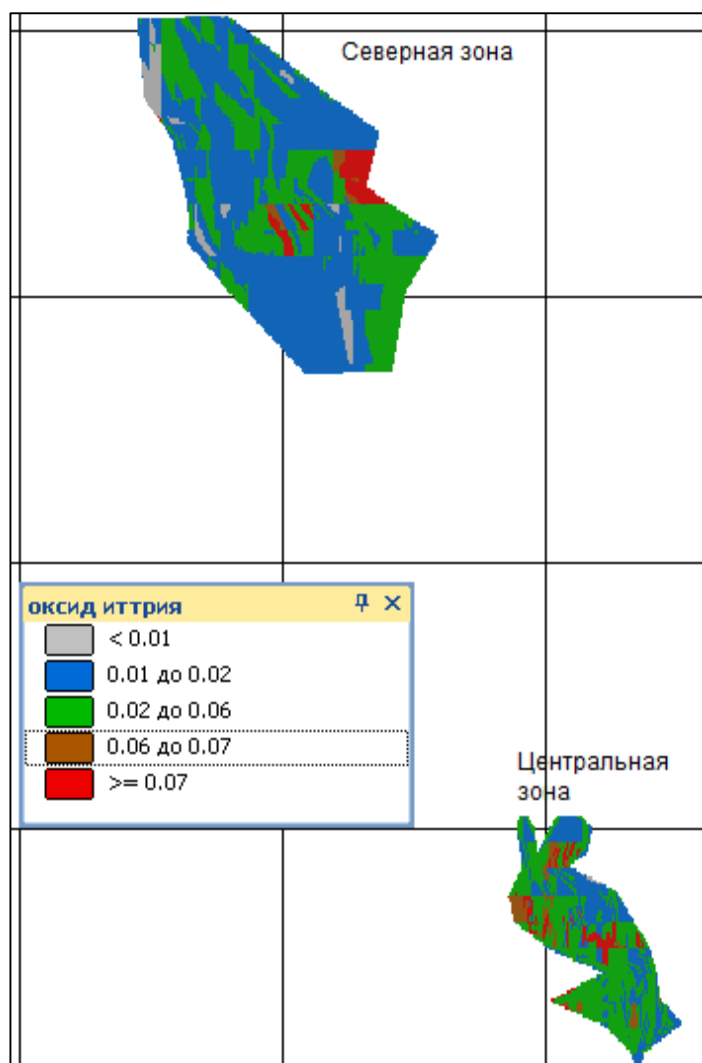 Северная зона
оксид иттрия
< 0.01
0.01 до 0.02
0.02 до 0.06
0.06 до 0.07
>= 0.07
Центральная
зона